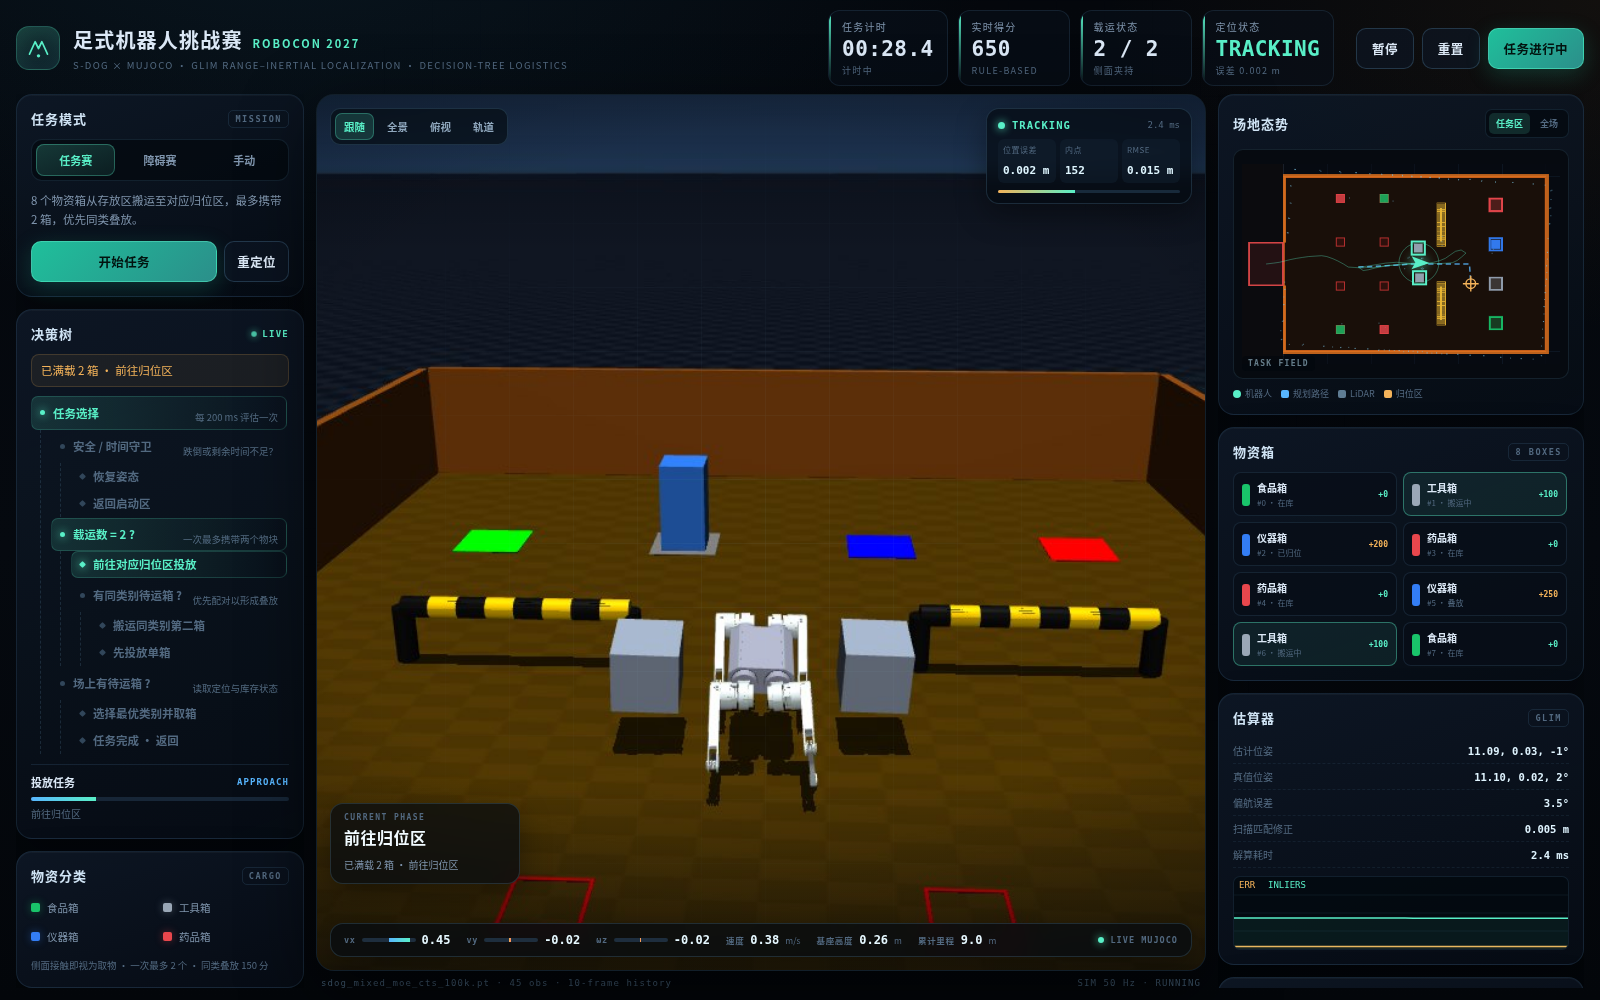 足式机器人挑战赛 ROBOCON 2027
S-DOG × MUJOCO • GLIM RANGE-INERTIAL LOCALIZATION • DECISION-TREE LOGISTICS
任务计时
00:28.4
计时中
实时得分
650
RULE-BASED
载运状态
2 / 2
侧面夹持
定位状态
TRACKING
误差 0.002 m
暂停
重置
任务进行中
任务模式
MISSION
任务赛
障碍赛
手动
8 个物资箱从存放区搬运至对应归位区，最多携带
2 箱，优先同类叠放。
开始任务
重定位
决策树
LIVE
已满载 2 箱 · 前往归位区
任务选择
每 200 ms 评估一次
安全 / 时间守卫
跌倒或剩余时间不足？
恢复姿态
返回启动区
载运数 = 2？
一次最多携带两个物块
前往对应归位区投放
有同类别待运箱？
优先配对以形成叠放
搬运同类别第二箱
先投放单箱
场上有待运箱？
读取定位与库存状态
选择最优类别并取箱
任务完成 · 返回
投放任务
APPROACH
前往归位区
物资分类
CARGO
食品箱
工具箱
仪器箱
药品箱
侧面接触即视为取物 · 一次最多 2 个 · 同类叠放 150 分
跟随
全景
俯视
轨道
TRACKING
2.4 ms
位置误差
0.002 m
内点
152
RMSE
0.015 m
CURRENT PHASE
前往归位区
已满载 2 箱 · 前往归位区
vx 0.45
vy -0.02
ωz -0.02
速度 0.38 m/s
基座高度 0.26 m
累计里程 9.0 m
LIVE MUJOCO
sdog_mixed_moe_cts_100k.pt · 45 obs · 10-frame history
SIM 50 Hz · RUNNING
场地态势
任务区
全场
TASK FIELD
机器人
规划路径
LiDAR
归位区
物资箱
8 BOXES
食品箱
#0 · 在库
+0
工具箱
#1 · 搬运中
+100
仪器箱
#2 · 已归位
+200
药品箱
#3 · 在库
+0
药品箱
#4 · 在库
+0
仪器箱
#5 · 叠放
+250
工具箱
#6 · 搬运中
+100
食品箱
#7 · 在库
+0
估算器
GLIM
估计位姿
11.09, 0.03, -1°
真值位姿
11.10, 0.02, 2°
偏航误差
3.5°
扫描匹配修正
0.005 m
解算耗时
2.4 ms
ERR INLIERS